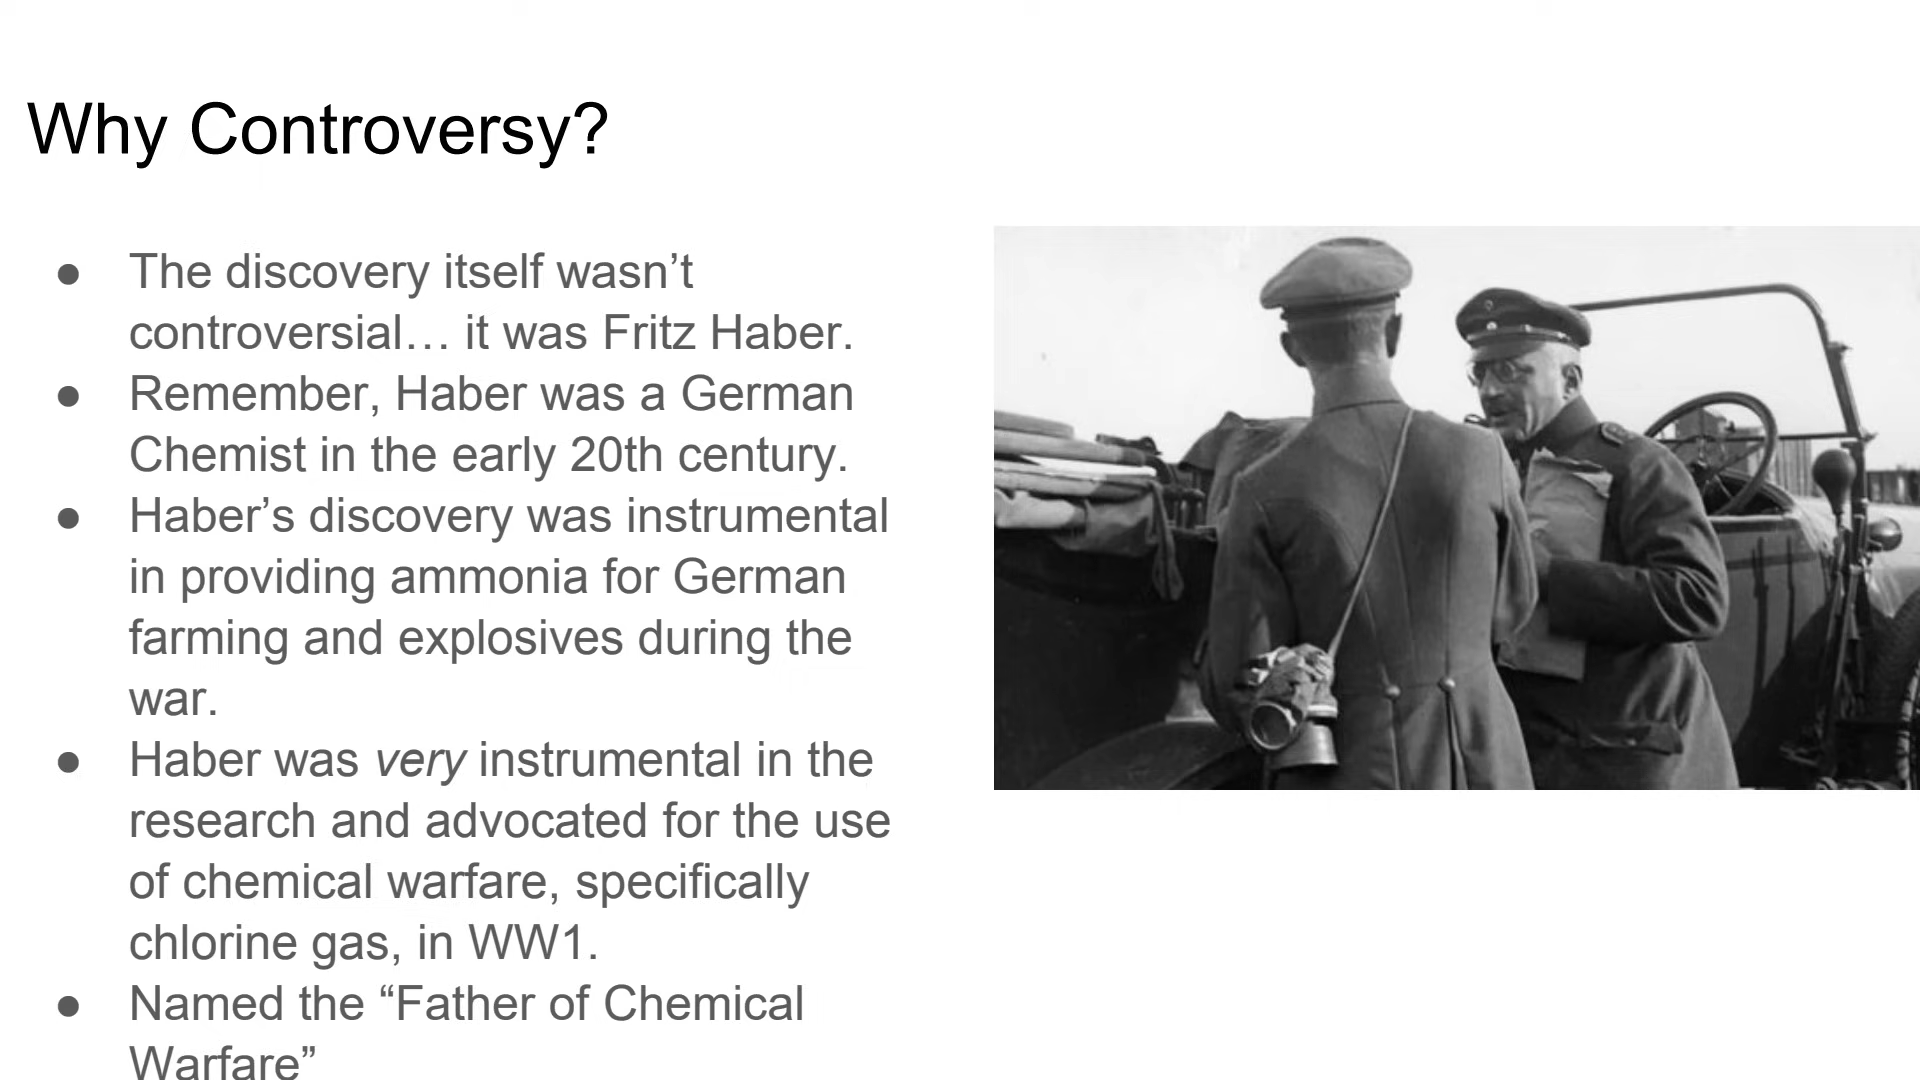 Why Controversy?
● The discovery itself wasn’t
controversial… it was Fritz Haber.
● Remember, Haber was a German
Chemist in the early 20th century.
● Haber’s discovery was instrumental
in providing ammonia for German
farming and explosives during the
war.
● Haber was very instrumental in the
research and advocated for the use
of chemical warfare, specifically
chlorine gas, in WW1.
● Named the “Father of Chemical
Warfare”